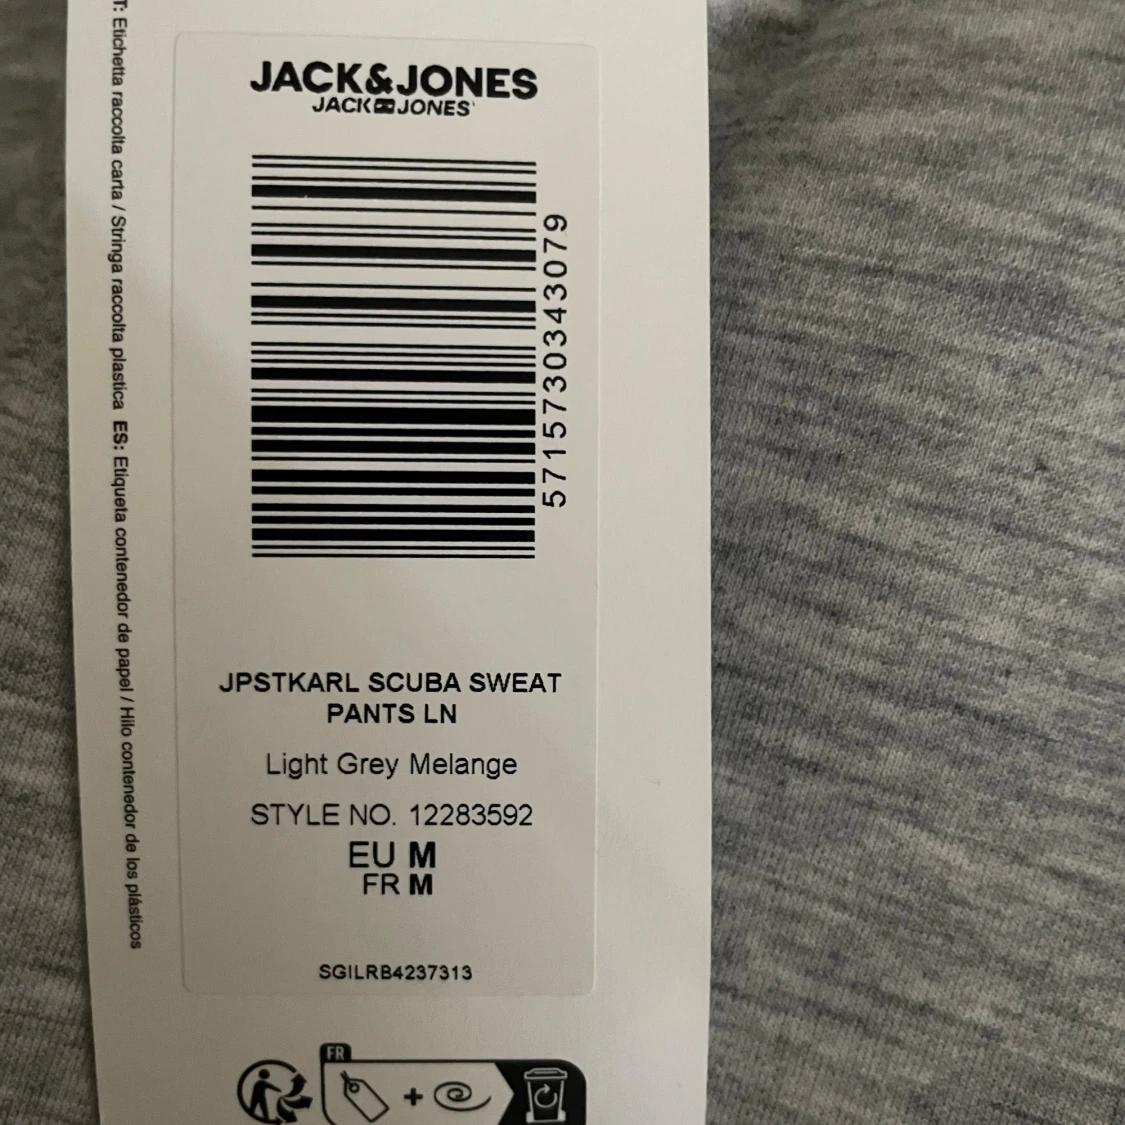 JACK&JONES
JACK&JONES
5715730343079
JPSTKARL SCUBA SWEAT
PANTS LN
Light Grey Melange
STYLE NO. 12283592
EU M
FR M
SGILRB4237313
T: Etichetta raccolta carta / Stringa raccolta plastica ES: Etiqueta contenedor de papel / Hilo contenedor de los plásticos
FR
+